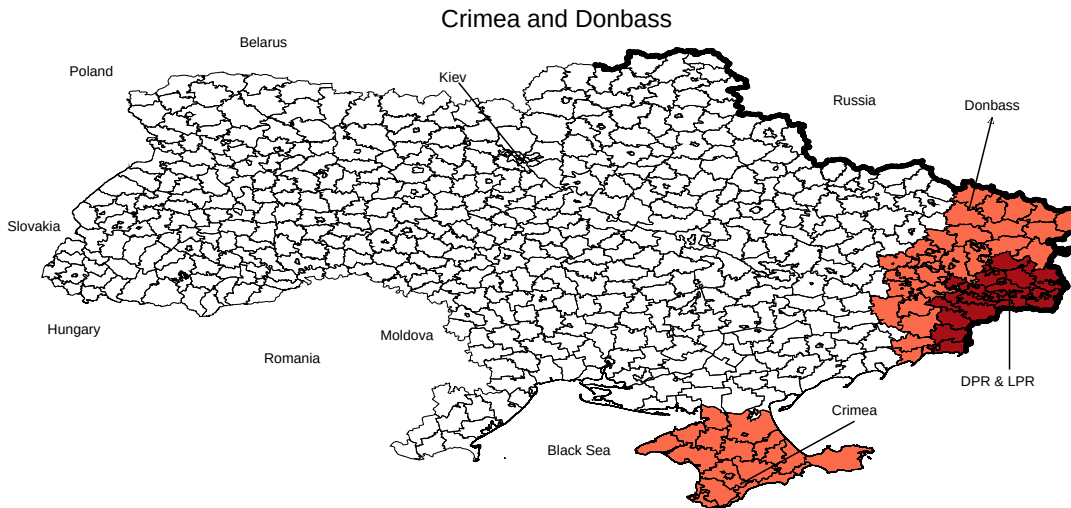 Crimea and Donbass
Belarus
Poland
Kiev
Russia
Donbass
Slovakia
Hungary
Moldova
Romania
DPR & LPR
Crimea
Black Sea